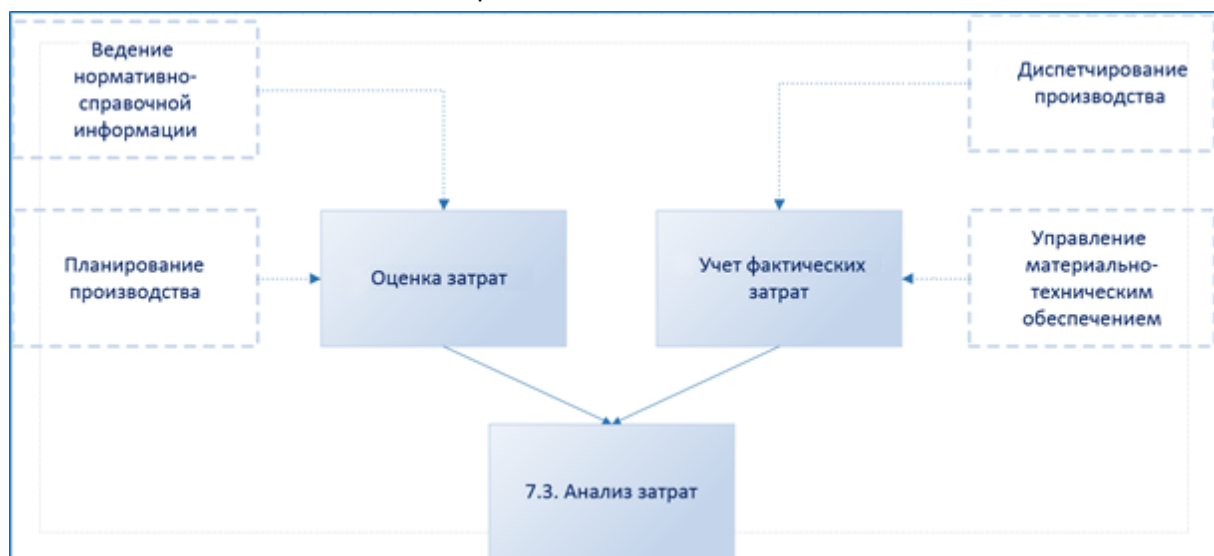 Ведение
нормативно-
справочной
информации
Диспетчирование
производства
Планирование
производства
Оценка затрат
Учет фактических
затрат
Управление
материально-
техническим
обеспечением
7.3. Анализ затрат